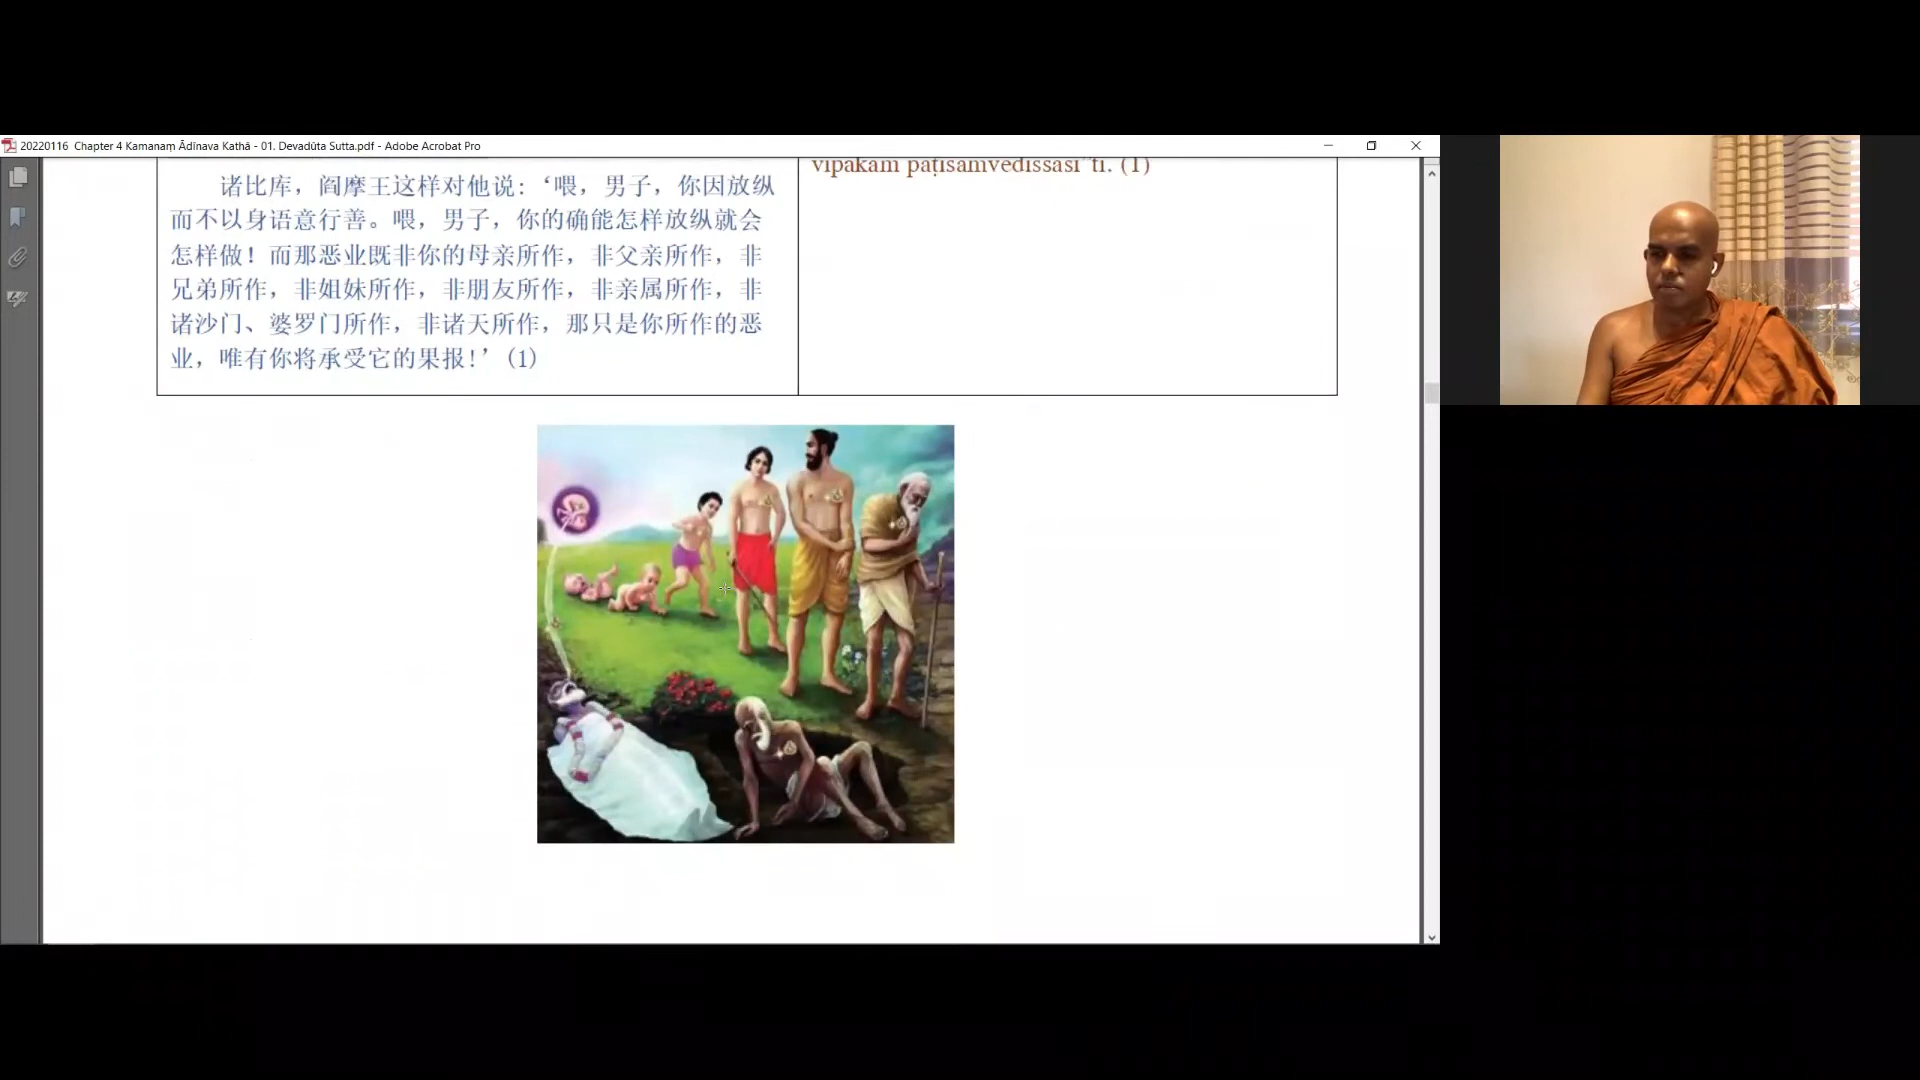 20220116 Chapter 4 Kamanaṃ Ādīnava Kathā - 01. Devadūta Sutta.pdf - Adobe Acrobat Pro
诸比库，阎摩王这样对他说：‘喂，男子，你因放纵
而不以身语意行善。喂，男子，你的确能怎样放纵就会
怎样做！而那恶业既非你的母亲所作，非父亲所作，非
兄弟所作，非姐妹所作，非朋友所作，非亲属所作，非
诸沙门、婆罗门所作，非诸天所作，那只是你所作的恶
业，唯有你将承受它的果报！’ (1)
vipākaṃ paṭisaṃvedissasī”ti. (1)